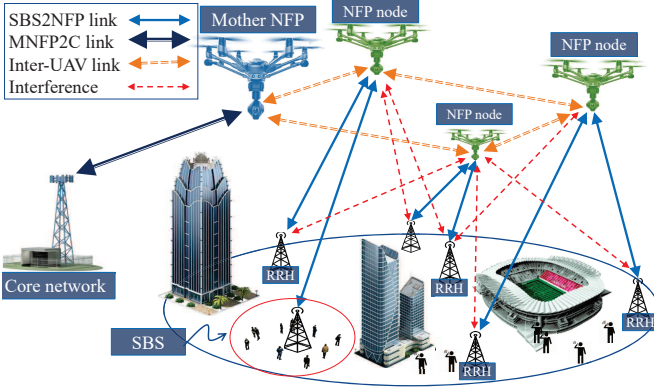 SBS2NFP link
MNFP2C link
Inter-UAV link
Interference
Mother NFP
NFP node
NFP node
NFP node
Core network
SBS
RRH
RRH
RRH
RRH